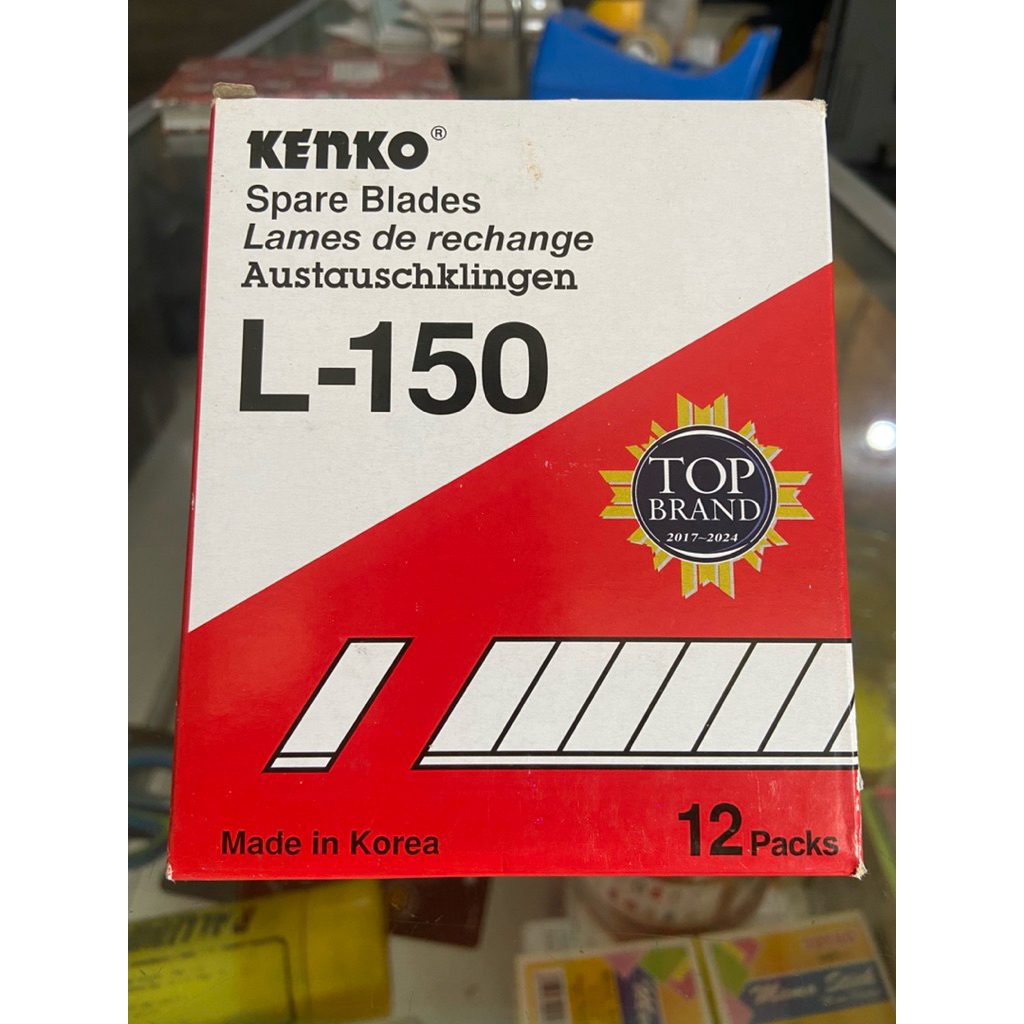 KENKO®
Spare Blades
Lames de rechange
Austauschklingen
L-150
TOP
BRAND
2017~2024
Made in Korea
12 Packs